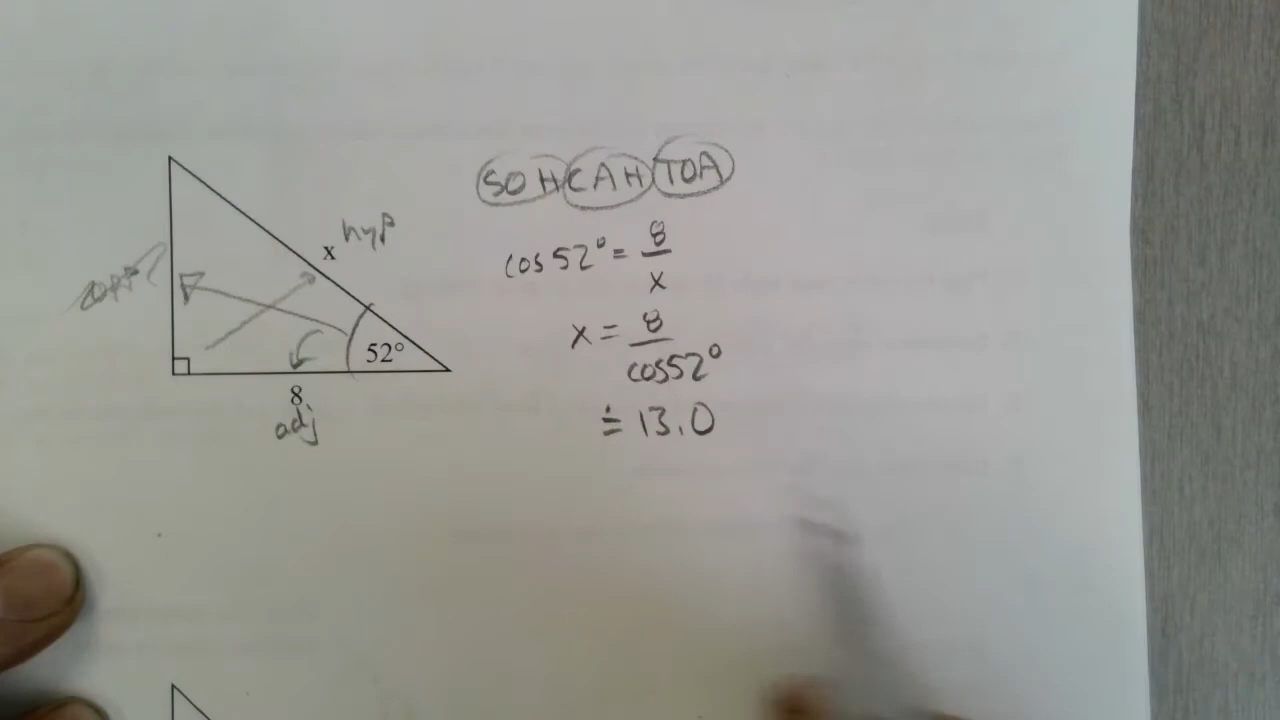 SOH CAH TOA
x hyp
cos 52° = 8/x
x = 8/cos52°
52°
8
adj
≐ 13.0